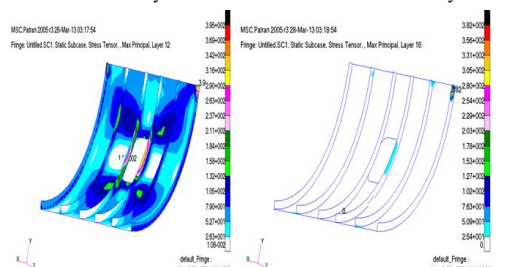 MSC.Patran 2005 r3 28-Mar-13 03:17:54
Fringe: Untitled.SC1, Static Subcase, Stress Tensor, , Max Principal, Layer 12
3.95+002
3.69+002
3.42+002
3.16+002
2.90+002
2.63+002
2.37+002
2.11+002
1.84+002
1.58+002
1.32+002
1.05+002
7.90+001
5.27+001
2.63+001
1.08-002
Y
X
Z
default_Fringe :
MSC.Patran 2005 r3 28-Mar-13 03:18:54
Fringe: Untitled.SC1, Static Subcase, Stress Tensor, , Max Principal, Layer 16
3.82+002
3.56+002
3.31+002
3.05+002
2.80+002
2.54+002
2.29+002
2.03+002
1.78+002
1.53+002
1.27+002
1.02+002
7.63+001
5.09+001
2.54+001
0.
0.
Y
X
Z
default_Fringe :